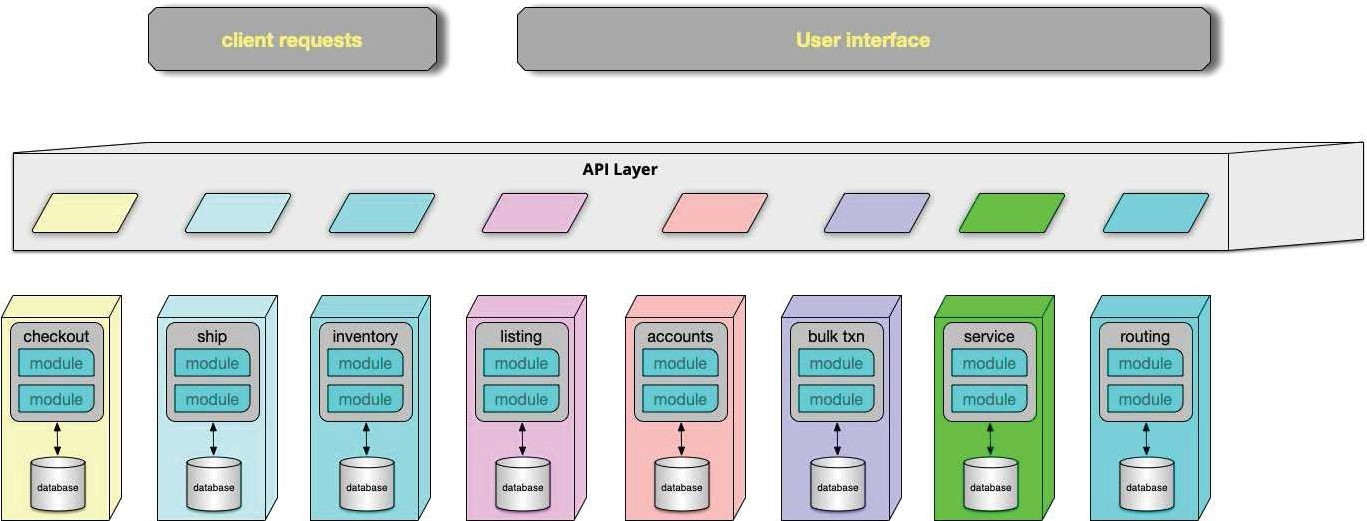 client requests
User interface
API Layer
checkout
module
module
database
ship
module
module
database
inventory
module
module
database
listing
module
module
database
accounts
module
module
database
bulk txn
module
module
database
service
module
module
database
routing
module
module
database